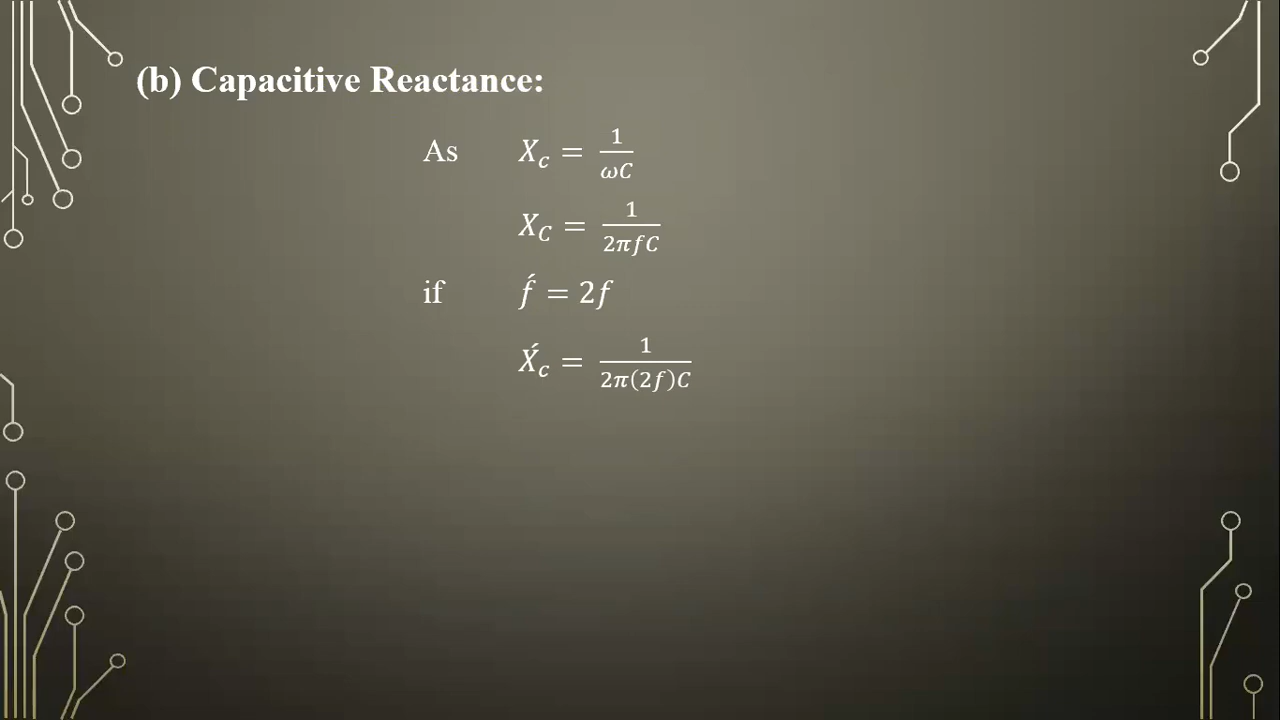 (b) Capacitive Reactance:
As X_c = 1/ωC
X_C = 1/2πfC
if f́ = 2f
X́_c = 1/2π(2f)C